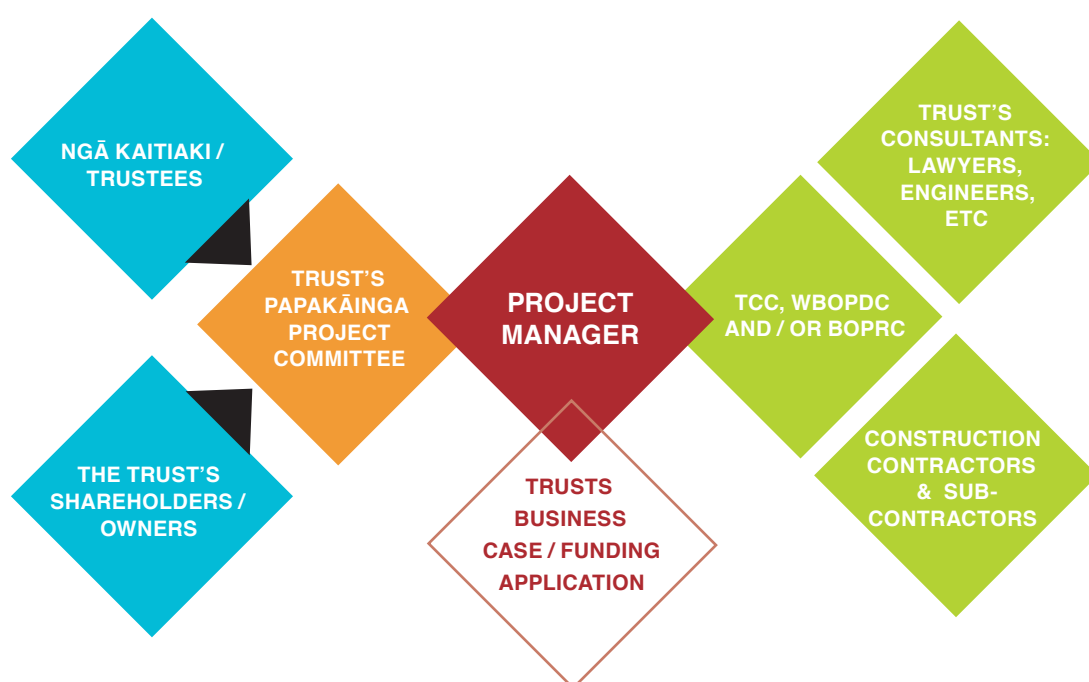 NGĀ KAITIAKI /
TRUSTEES
THE TRUST'S
SHAREHOLDERS /
OWNERS
TRUST'S
PAPAKĀINGA
PROJECT
COMMITTEE
PROJECT
MANAGER
TRUSTS
BUSINESS
CASE / FUNDING
APPLICATION
TCC, WBOPDC
AND / OR BOPRC
TRUST'S
CONSULTANTS:
LAWYERS,
ENGINEERS,
ETC
CONSTRUCTION
CONTRACTORS
& SUB-
CONTRACTORS